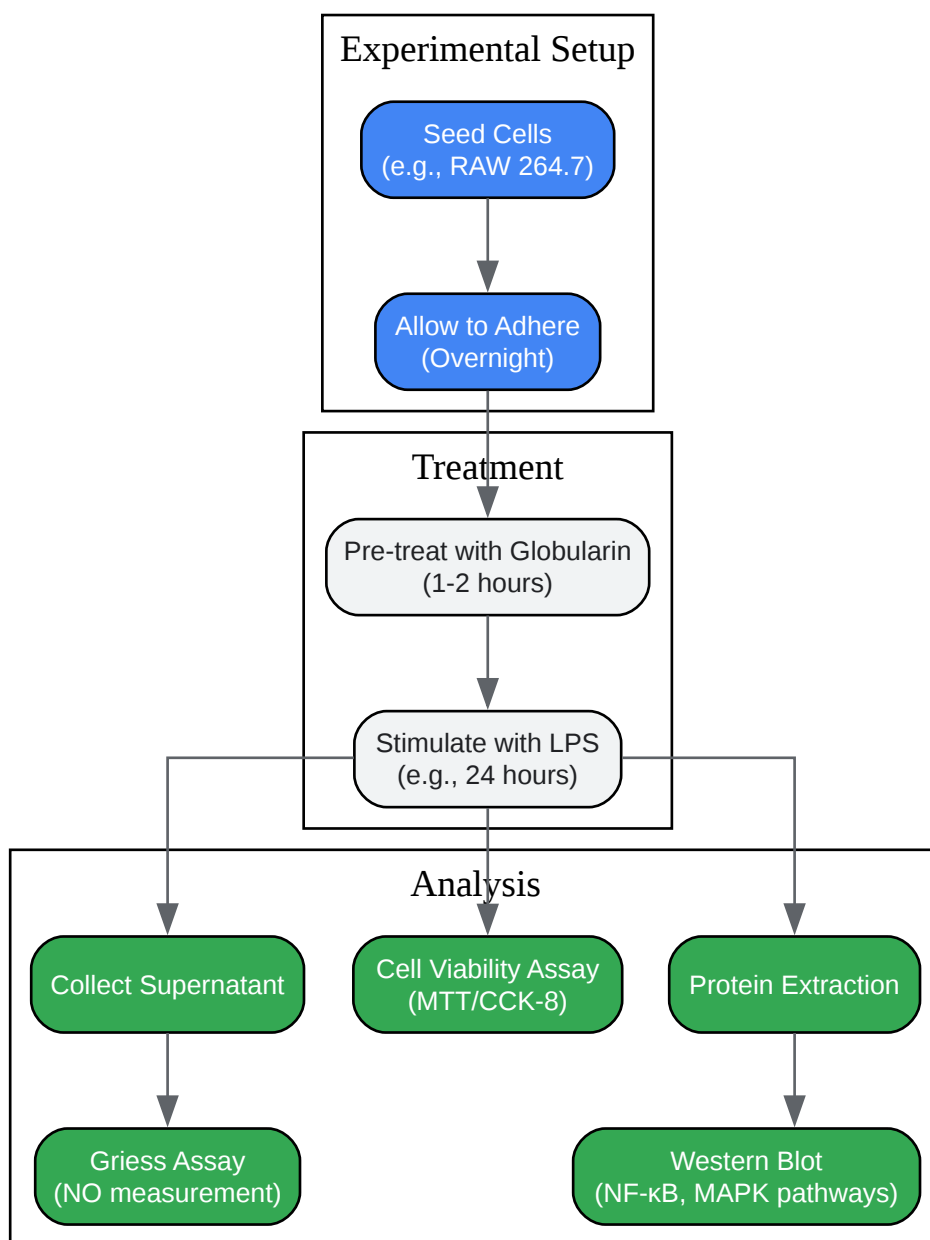 Experimental Setup
Seed Cells
(e.g., RAW 264.7)
Allow to Adhere
(Overnight)
Treatment
Pre-treat with Globularin
(1-2 hours)
Stimulate with LPS
(e.g., 24 hours)
Analysis
Collect Supernatant
Cell Viability Assay
(MTT/CCK-8)
Protein Extraction
Griess Assay
(NO measurement)
Western Blot
(NF-κB, MAPK pathways)